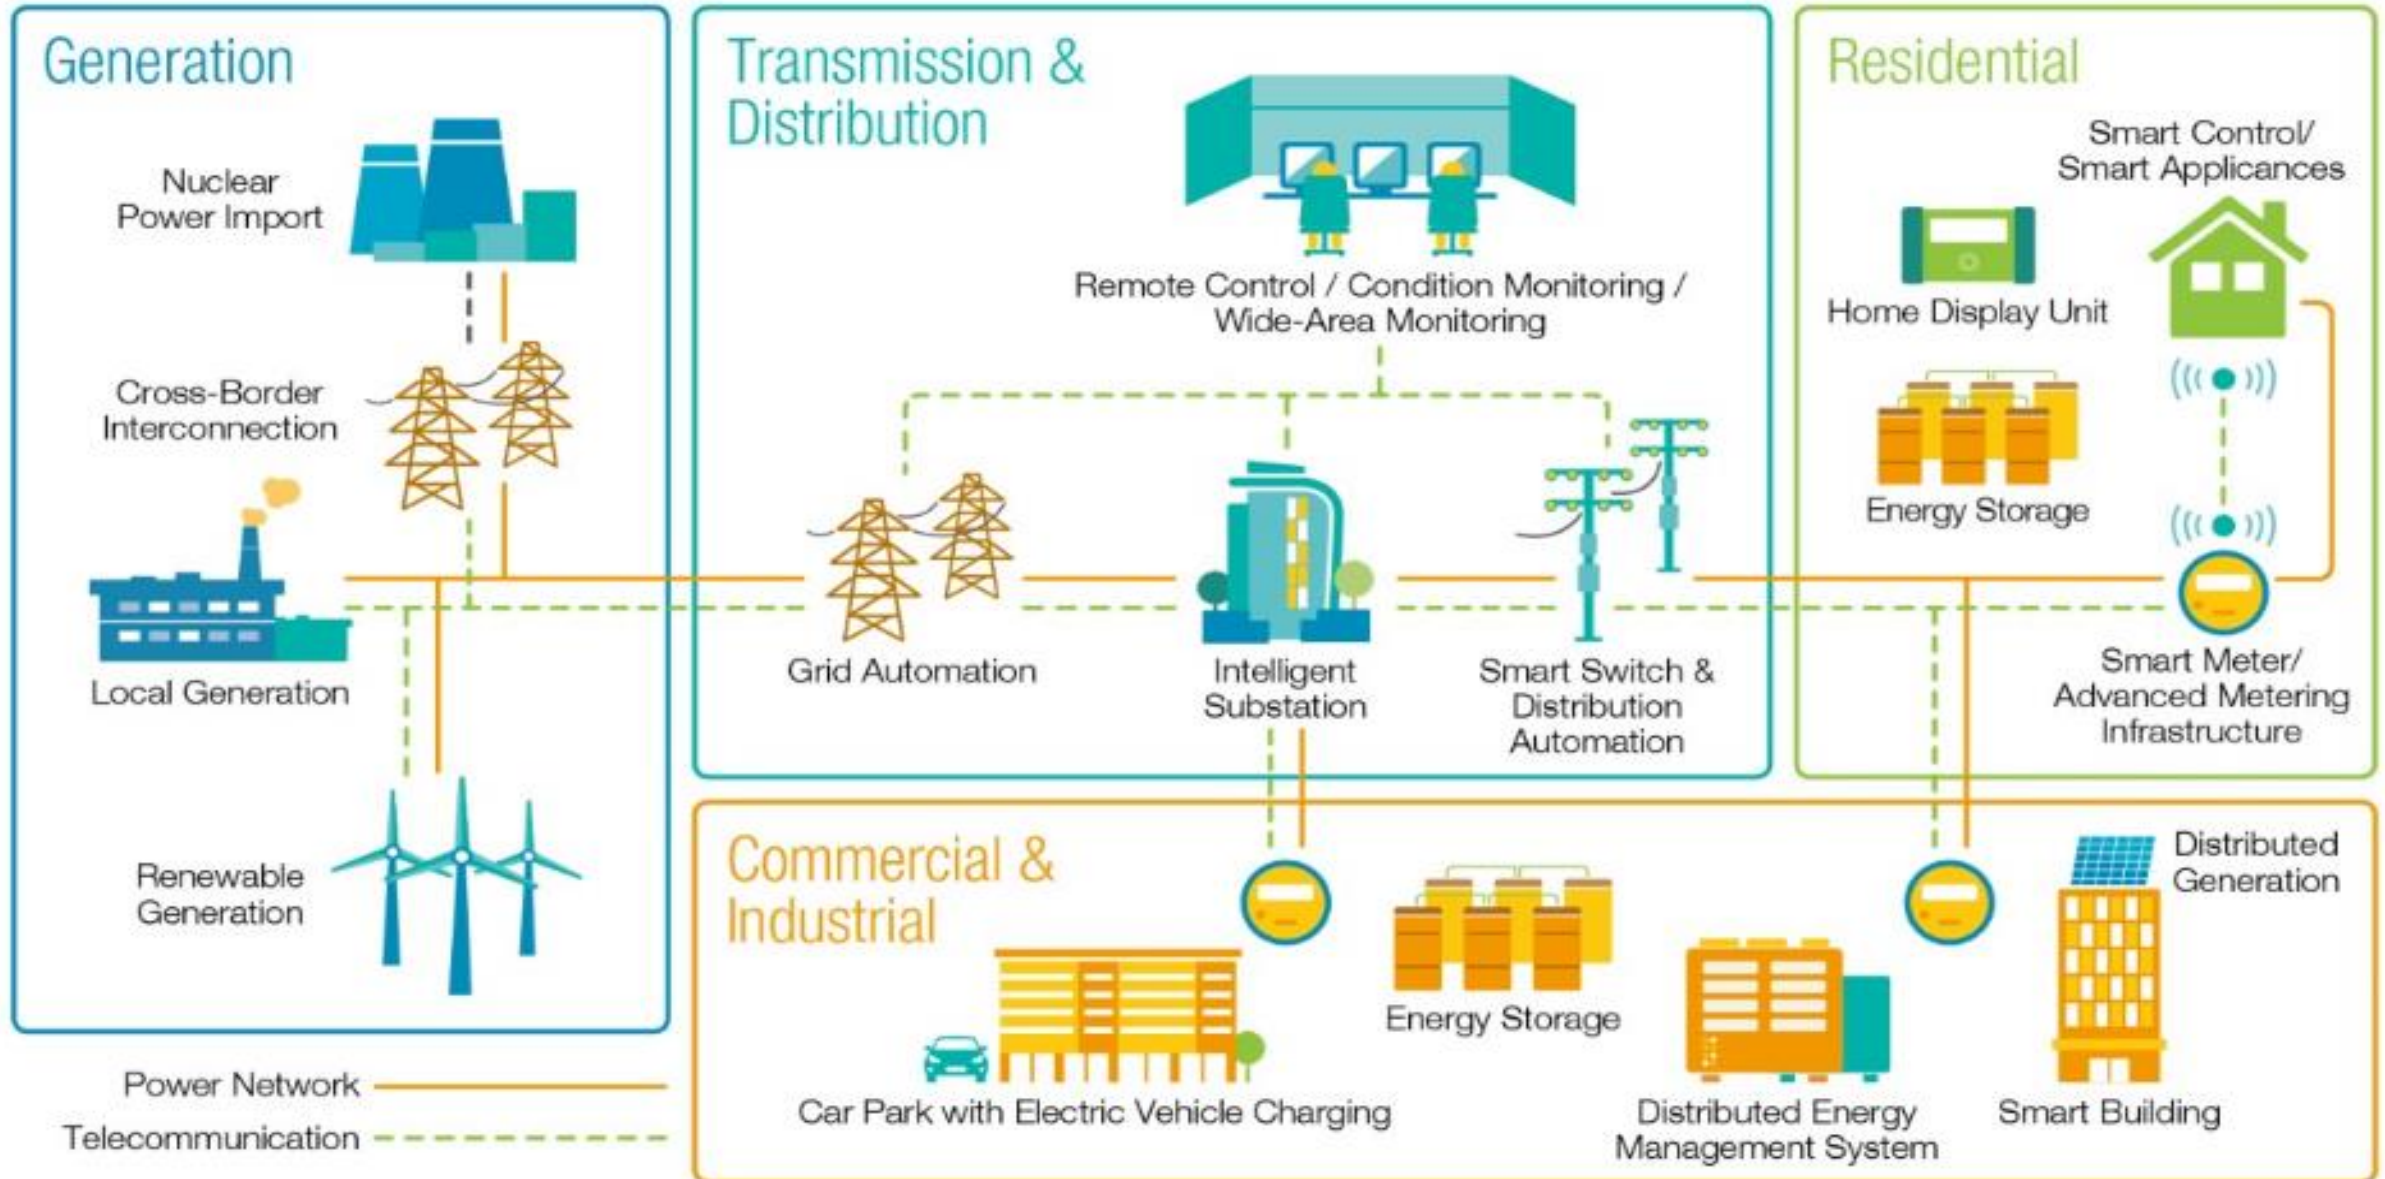 Generation
Nuclear
Power Import
Cross-Border
Interconnection
Local Generation
Renewable
Generation
Power Network
Telecommunication
Transmission &
Distribution
Remote Control / Condition Monitoring /
Wide-Area Monitoring
Grid Automation
Intelligent
Substation
Smart Switch &
Distribution
Automation
Residential
Smart Control/
Smart Applicances
Home Display Unit
Energy Storage
Smart Meter/
Advanced Metering
Infrastructure
Commercial &
Industrial
Car Park with Electric Vehicle Charging
Energy Storage
Distributed Energy
Management System
Distributed
Generation
Smart Building